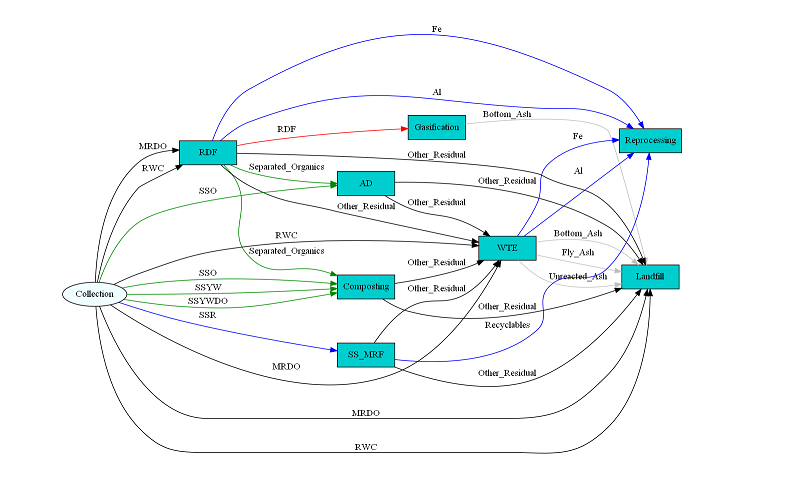 Fe
Al
Bottom_Ash
RDF
Gasification
Reprocessing
MRDO
RDF
Other_Residual
Fe
RWC
Separated_Organics
Al
SSO
AD
Other_Residual
Other_Residual
Other_Residual
RWC
Bottom_Ash
WTE
Separated_Organics
Fly_Ash
Other_Residual
SSO
Unreacted_Ash
Landfill
SSYW
Composting
Other_Residual
Collection
SSYWDO
Other_Residual
SSR
Recyclables
SS_MRF
MRDO
Other_Residual
MRDO
RWC